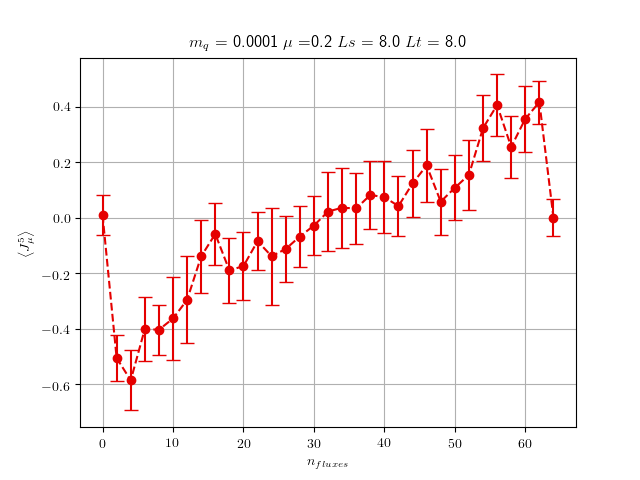 $m_q$ = 0.0001 $\mu$ =0.2 $Ls$ = 8.0 $Lt$ = 8.0
$\langle J^5_\mu \rangle$
0.4
0.2
0.0
−0.2
−0.4
−0.6
0 10 20 30 40 50 60
$n_{fluxes}$